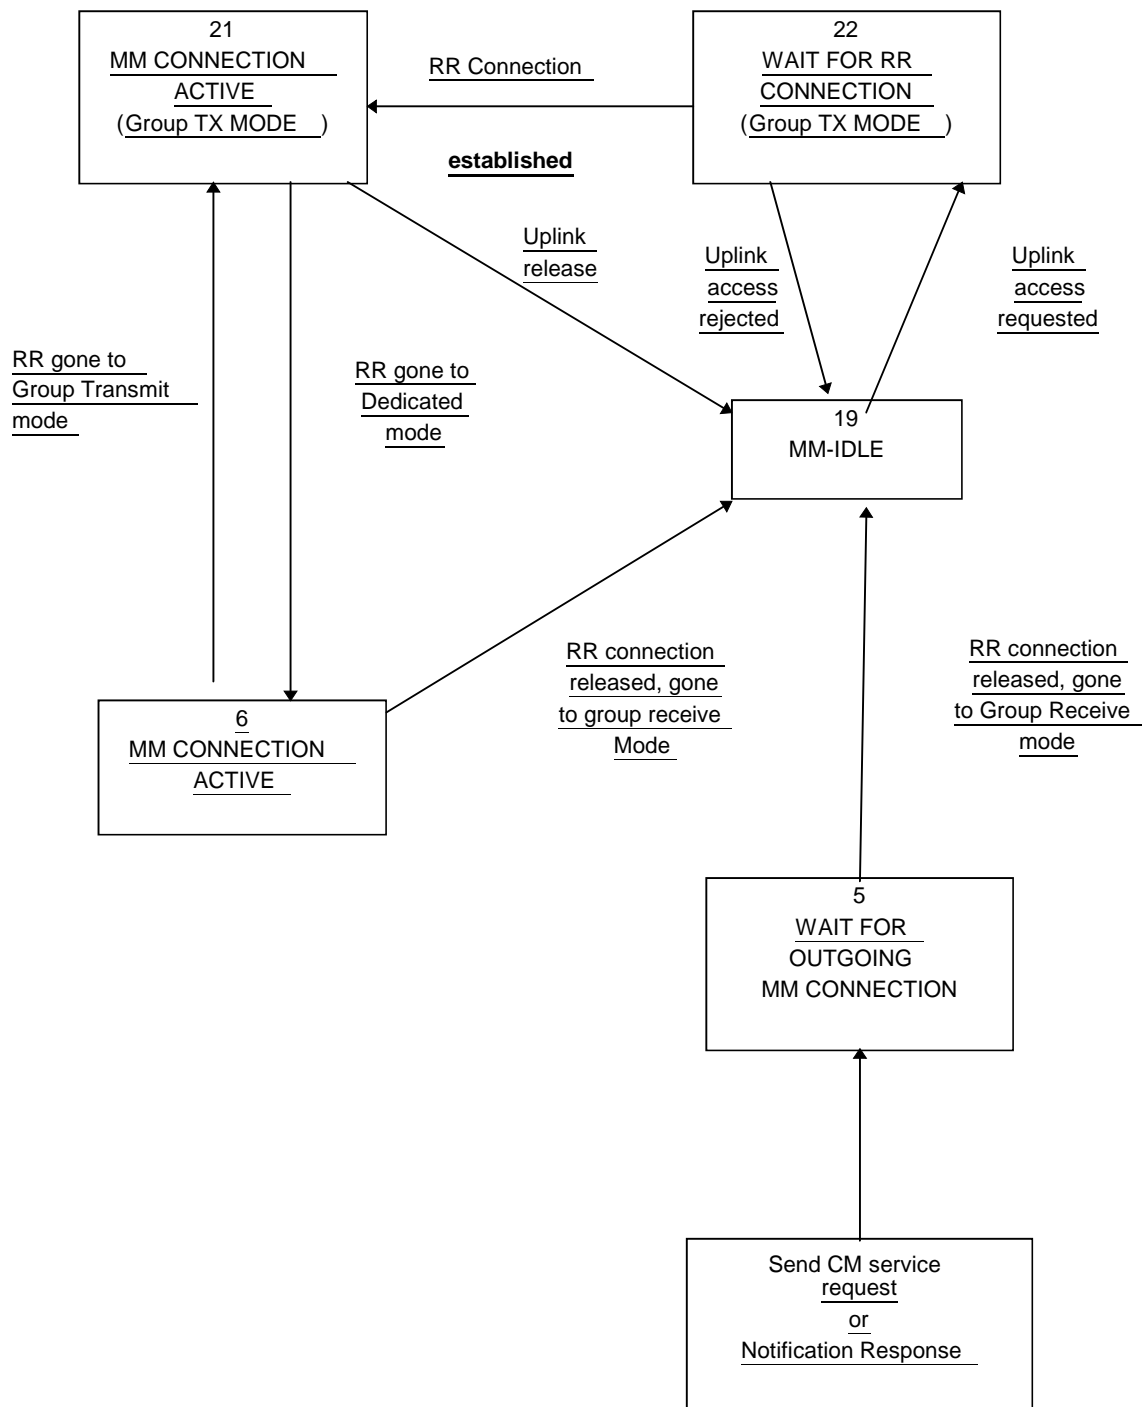 21
MM CONNECTION
ACTIVE
(Group TX MODE )
RR Connection
established
22
WAIT FOR RR
CONNECTION
(Group TX MODE )
Uplink
release
Uplink
access
rejected
Uplink
access
requested
RR gone to
Group Transmit
mode
RR gone to
Dedicated
mode
19
MM-IDLE
6
MM CONNECTION
ACTIVE
RR connection
released, gone
to group receive
Mode
RR connection
released, gone
to Group Receive
mode
5
WAIT FOR
OUTGOING
MM CONNECTION
Send CM service
request
or
Notification Response